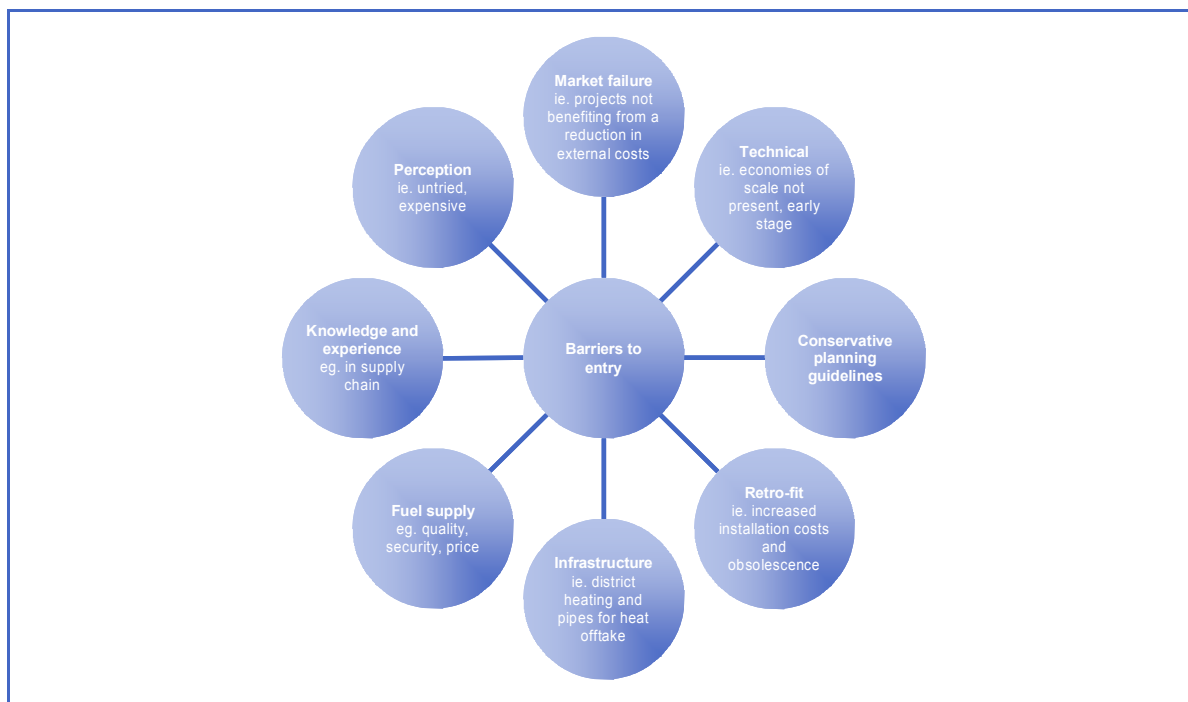 Market failure
ie. projects not
benefiting from a
reduction in
external costs
Technical
ie. economies of
scale not
present, early
stage
Conservative
planning
guidelines
Retro-fit
ie. increased
installation costs
and
obsolescence
Infrastructure
ie. district
heating and
pipes for heat
offtake
Fuel supply
eg. quality,
security, price
Knowledge and
experience
eg. in supply
chain
Perception
ie. untried,
expensive
Barriers to
entry